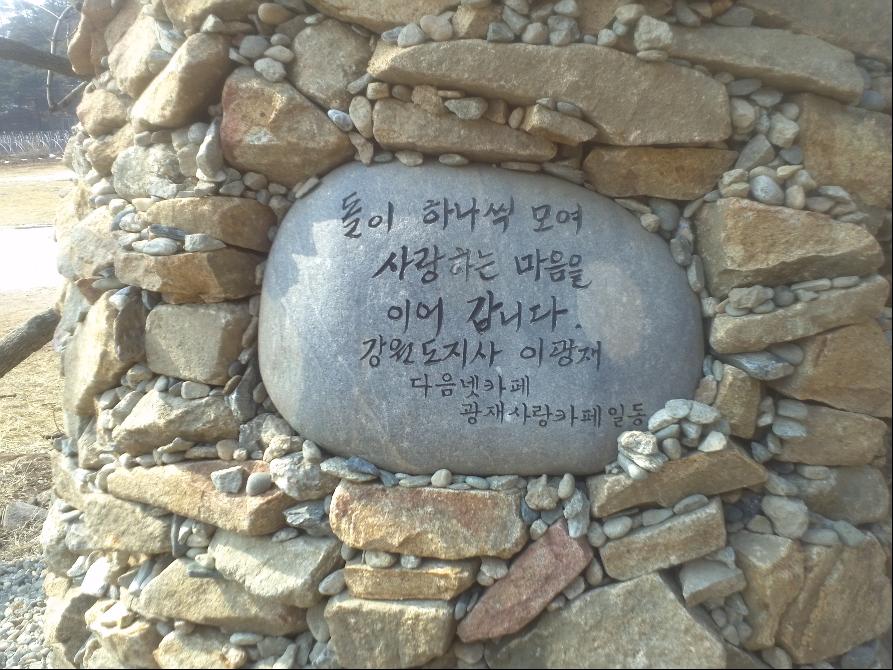 돌이 하나씩 모여
사랑하는 마음을
이어 갑니다.
강원도지사 이광재
다음넷카페
광재사랑카페일동